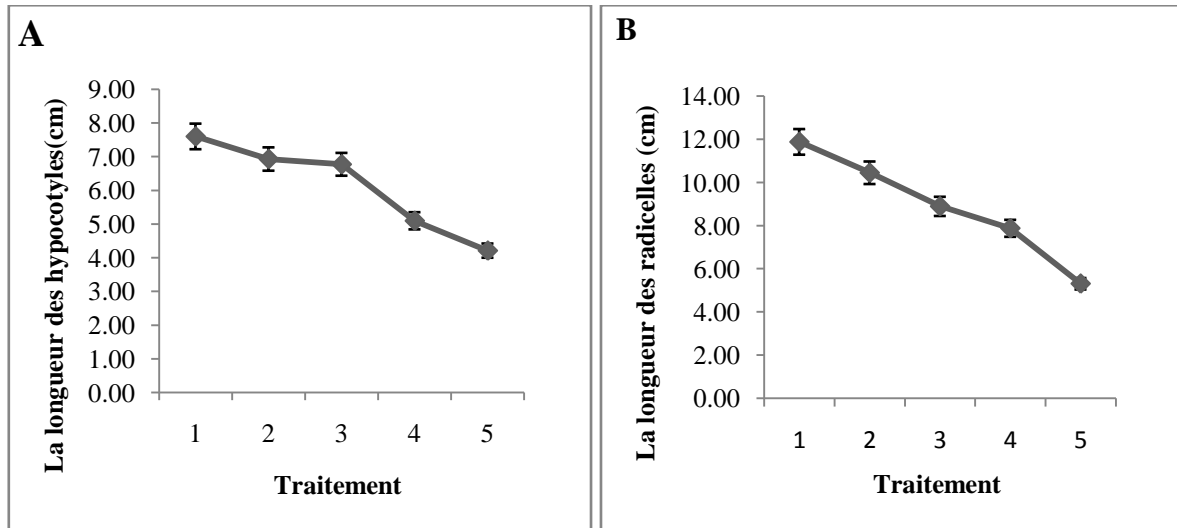 A
La longueur des hypocotyles(cm)
9.00
8.00
7.00
6.00
5.00
4.00
3.00
2.00
1.00
0.00
1 2 3 4 5
Traitement
B
La longueur des radicelles (cm)
14.00
12.00
10.00
8.00
6.00
4.00
2.00
0.00
1 2 3 4 5
Traitement